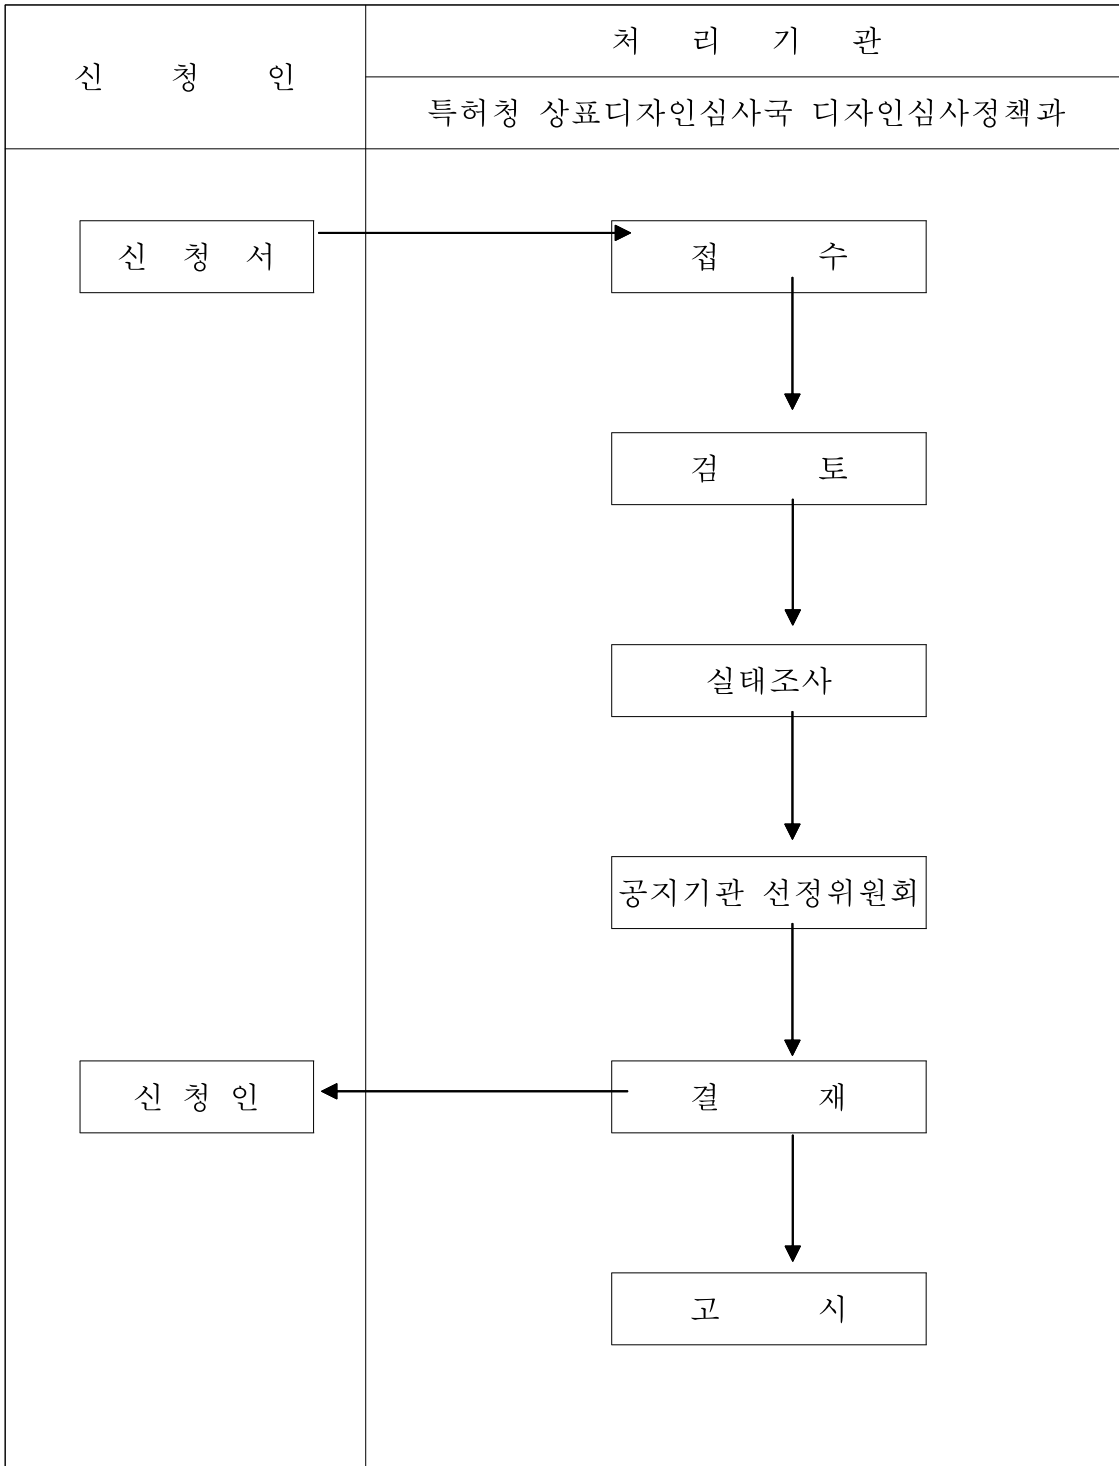 신 청 인
처 리 기 관
특허청 상표디자인심사국 디자인심사정책과
신 청 서
접 수
검 토
실태조사
공지기관 선정위원회
신 청 인
결 재
고 시